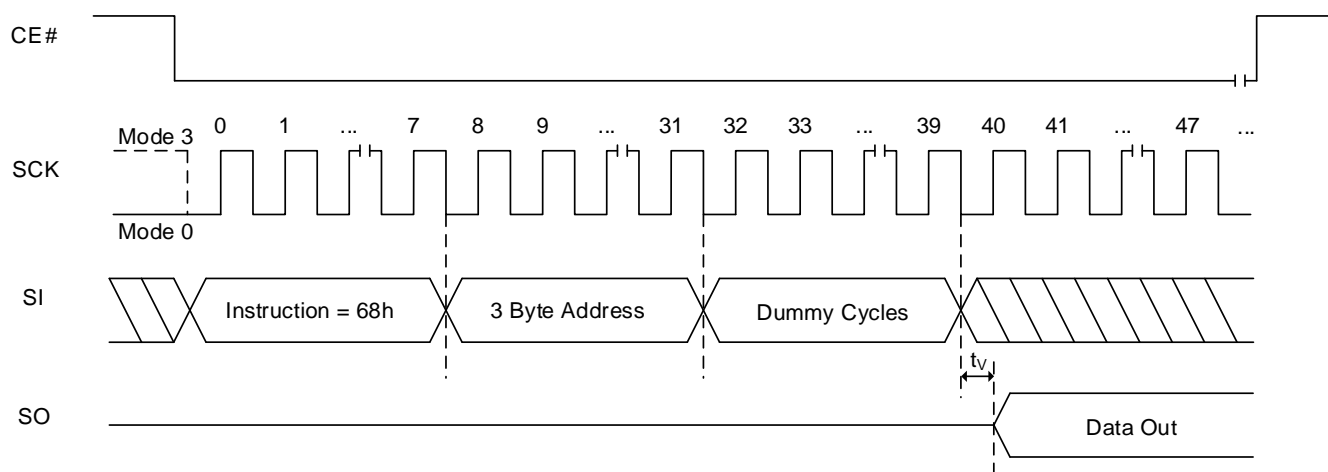 CE#
0 1 ... 7 8 9 ... 31 32 33 ... 39 40 41 ... 47 ...
Mode 3
SCK
Mode 0
SI
Instruction = 68h
3 Byte Address
Dummy Cycles
tV
SO
Data Out